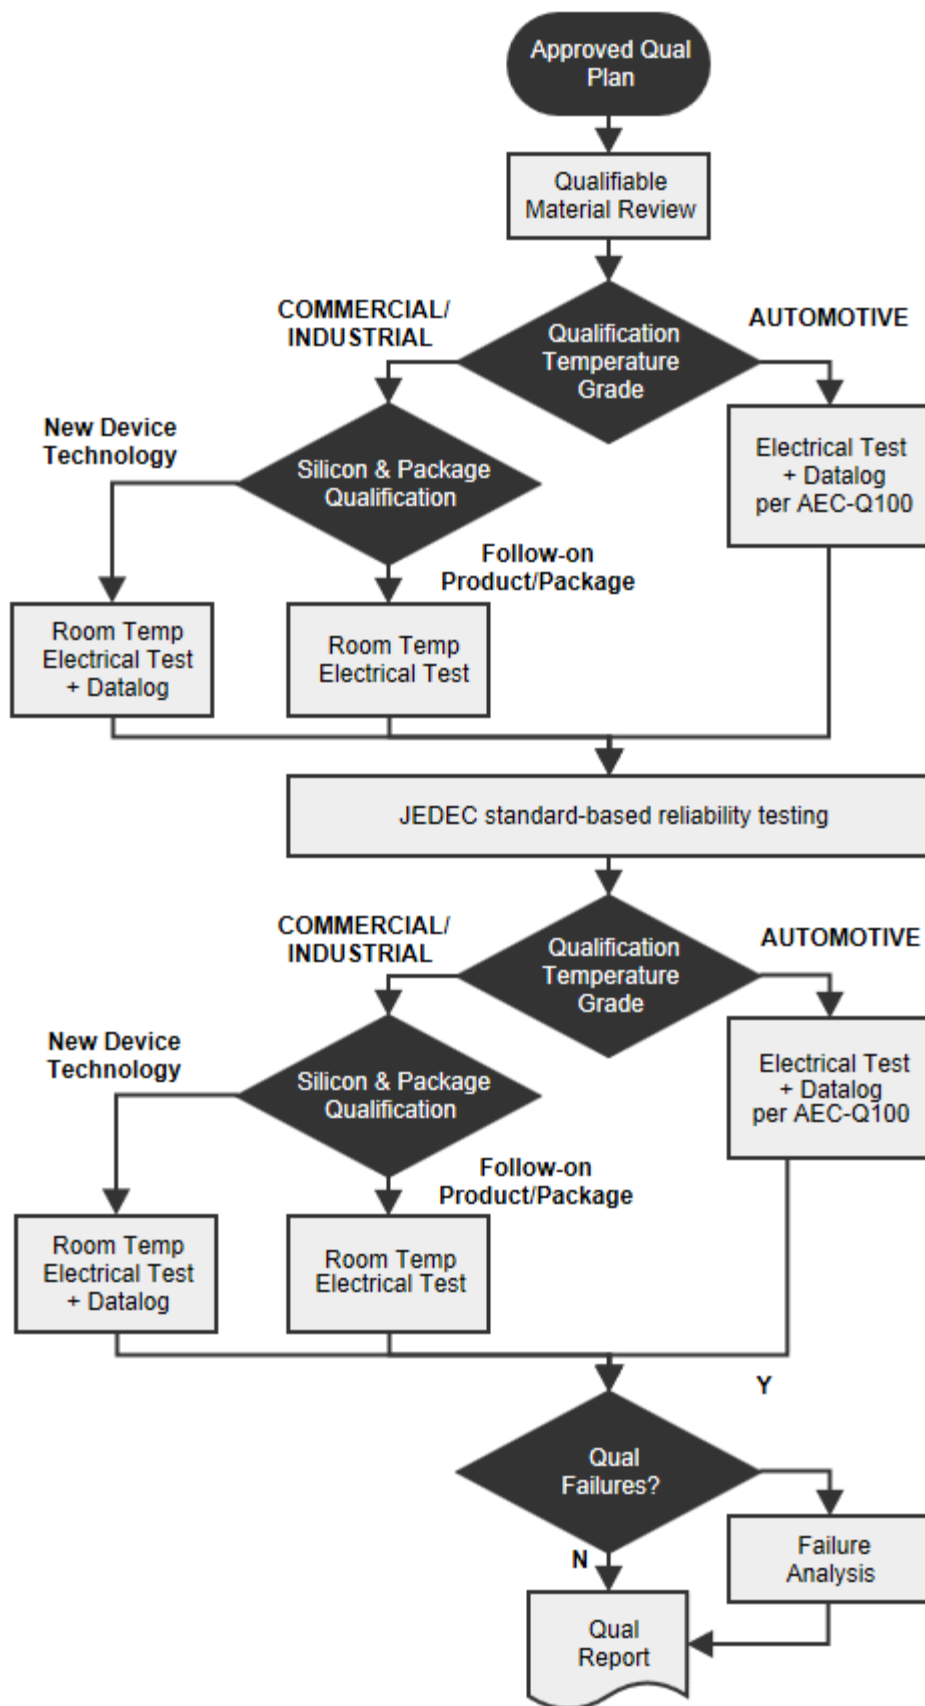 Approved Qual
Plan
Qualifiable
Material Review
COMMERCIAL/
INDUSTRIAL
Qualification
Temperature
Grade
AUTOMOTIVE
New Device
Technology
Silicon & Package
Qualification
Electrical Test
+ Datalog
per AEC-Q100
Follow-on
Product/Package
Room Temp
Electrical Test
+ Datalog
Room Temp
Electrical Test
JEDEC standard-based reliability testing
COMMERCIAL/
INDUSTRIAL
Qualification
Temperature
Grade
AUTOMOTIVE
New Device
Technology
Silicon & Package
Qualification
Electrical Test
+ Datalog
per AEC-Q100
Follow-on
Product/Package
Room Temp
Electrical Test
+ Datalog
Room Temp
Electrical Test
Y
Qual
Failures?
N
Failure
Analysis
Qual
Report